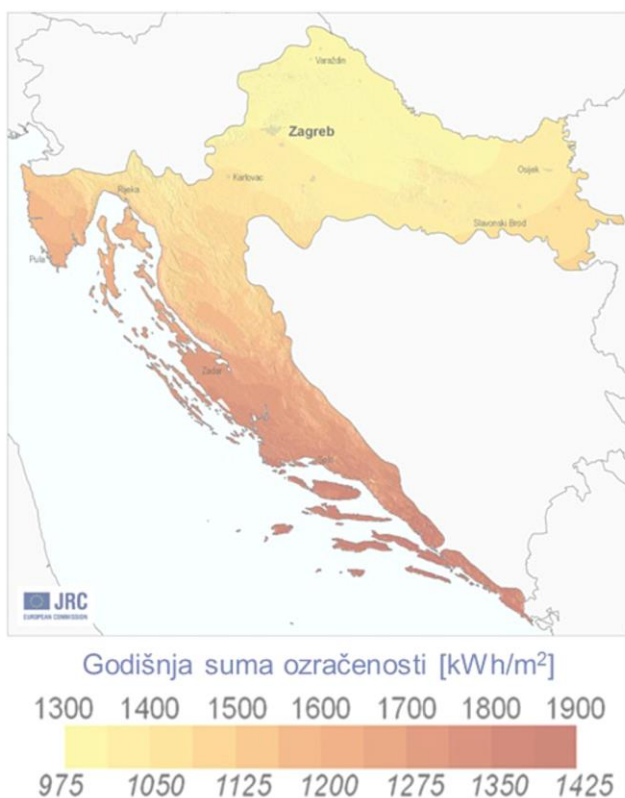 Varaždin
Zagreb
Karlovac
Osijek
Rijeka
Slavonski Brod
Pula
Zadar
JRC
EUROPEAN COMMISSION
Godišnja suma ozračenosti [kWh/m²]
1300 1400 1500 1600 1700 1800 1900
975 1050 1125 1200 1275 1350 1425